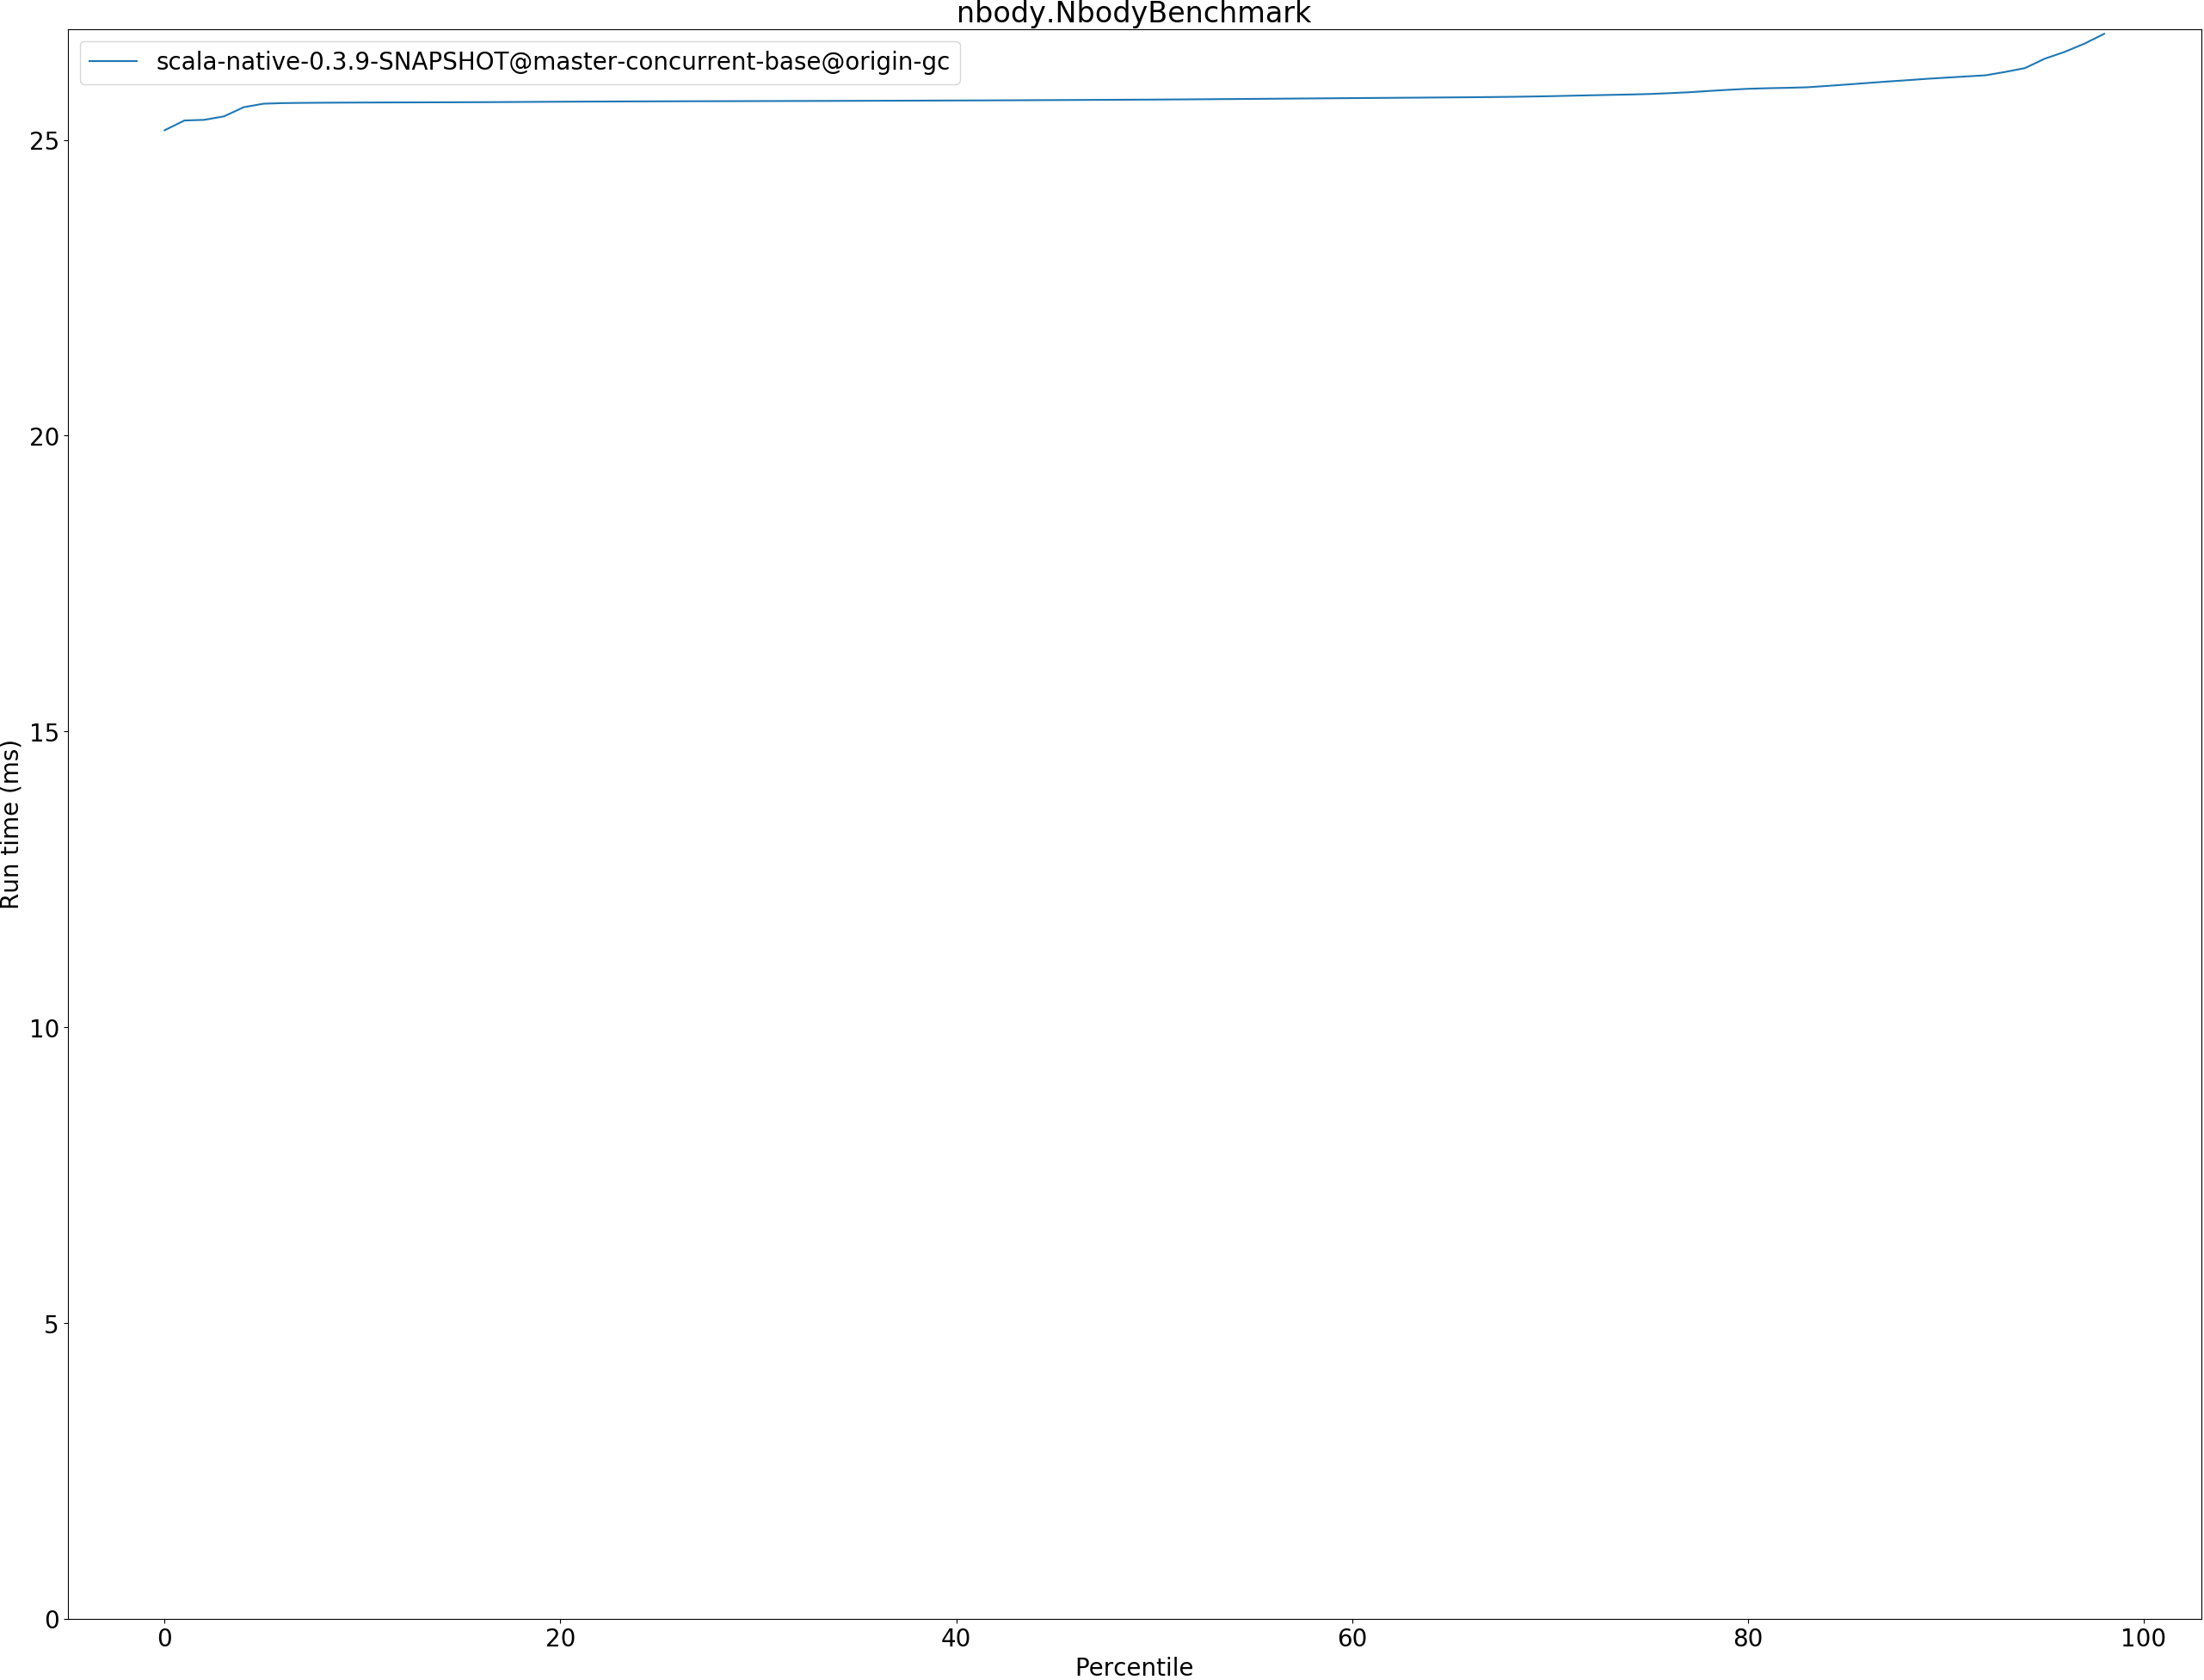 nbody.NbodyBenchmark
scala-native-0.3.9-SNAPSHOT@master-concurrent-base@origin-gc
25
20
15
10
5
0
Run time (ms)
0 20 40 60 80 100
Percentile